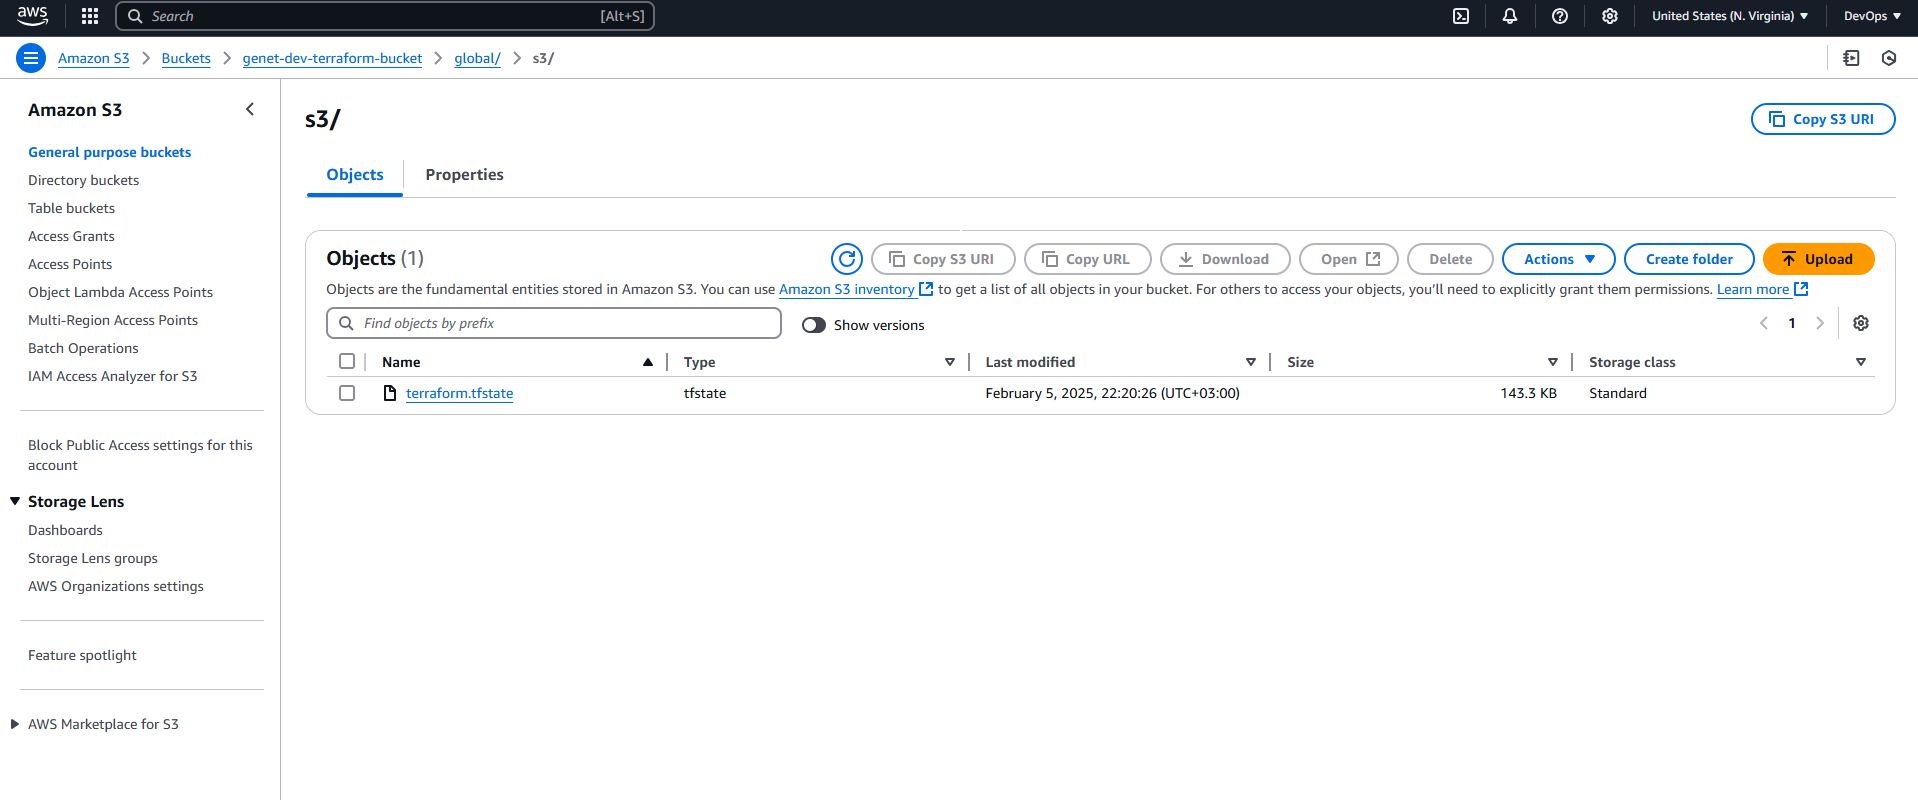 aws
Search [Alt+S]
United States (N. Virginia)
DevOps
Amazon S3 Buckets genet-dev-terraform-bucket global/ s3/
Amazon S3
General purpose buckets
Directory buckets
Table buckets
Access Grants
Access Points
Object Lambda Access Points
Multi-Region Access Points
Batch Operations
IAM Access Analyzer for S3
Block Public Access settings for this
account
Storage Lens
Dashboards
Storage Lens groups
AWS Organizations settings
Feature spotlight
AWS Marketplace for S3
s3/
Copy S3 URI
Objects Properties
Objects (1)
Copy S3 URI Copy URL Download Open Delete Actions Create folder Upload
Objects are the fundamental entities stored in Amazon S3. You can use Amazon S3 inventory to get a list of all objects in your bucket. For others to access your objects, you'll need to explicitly grant them permissions. Learn more
Find objects by prefix
Show versions
1
Name Type Last modified Size Storage class
terraform.tfstate tfstate February 5, 2025, 22:20:26 (UTC+03:00) 143.3 KB Standard